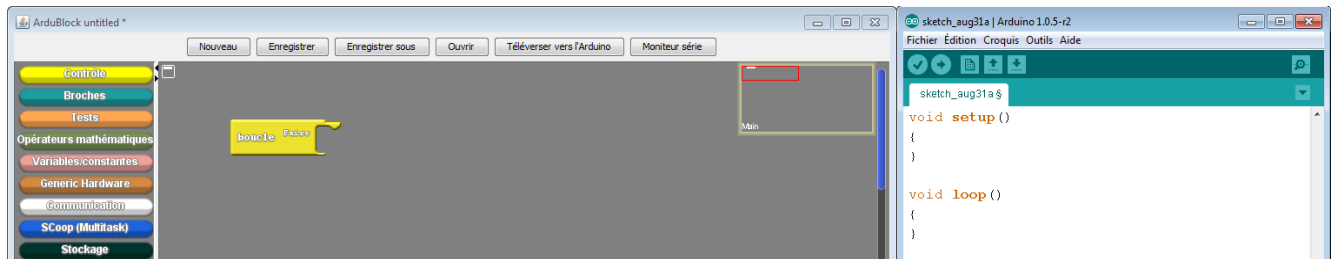 ArduBlock untitled *
Nouveau Enregistrer Enregistrer sous Ouvrir Téléverser vers l'Arduino Moniteur série
Contrôle
Broches
Tests
Opérateurs mathématiques
Variables/constantes
Generic Hardware
Communication
SCoop (Multitask)
Stockage
boucle Faire
Main
sketch_aug31a | Arduino 1.0.5-r2
Fichier Édition Croquis Outils Aide
sketch_aug31a §
void setup()
{
}
void loop()
{
}